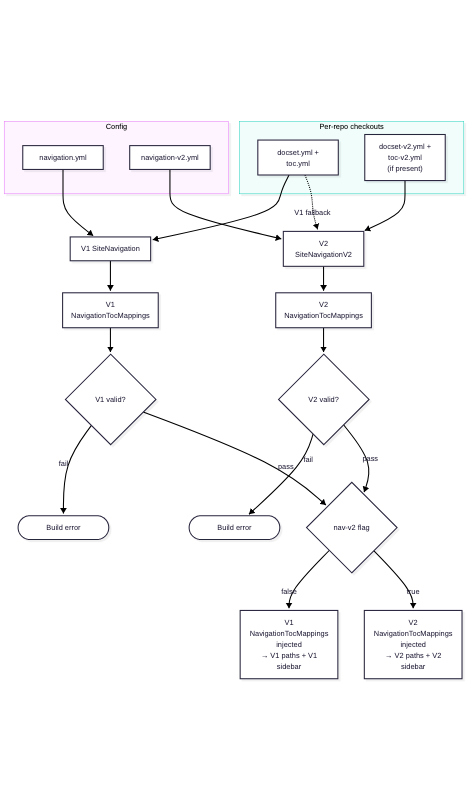 Config
Per-repo checkouts
navigation.yml
navigation-v2.yml
docset.yml +
toc.yml
docset-v2.yml +
toc-v2.yml
(if present)
V1 fallback
V1 SiteNavigation
V2
SiteNavigationV2
V1
NavigationTocMappings
V2
NavigationTocMappings
V1 valid?
V2 valid?
fail
pass
fail
pass
Build error
Build error
nav-v2 flag
false
true
V1
NavigationTocMappings
injected
→ V1 paths + V1
sidebar
V2
NavigationTocMappings
injected
→ V2 paths + V2
sidebar